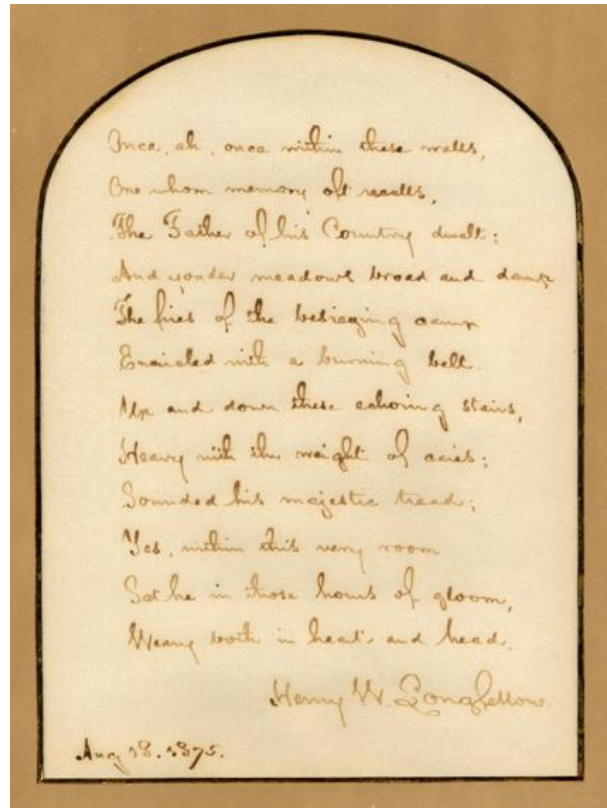 Once, ah, once within these walls,
One whom memory oft recalls,
The Father of his Country dwelt;
And yonder meadows broad and damp
The fires of the besieging camp
Encircled with a burning belt.
Up and down these echoing stairs,
Heavy with the weight of cares;
Sounded his majestic tread;
Yes, within this very room
Sat he in those hours of gloom,
Weary both in heart and head.
Henry W. Longfellow.
Aug 1875.